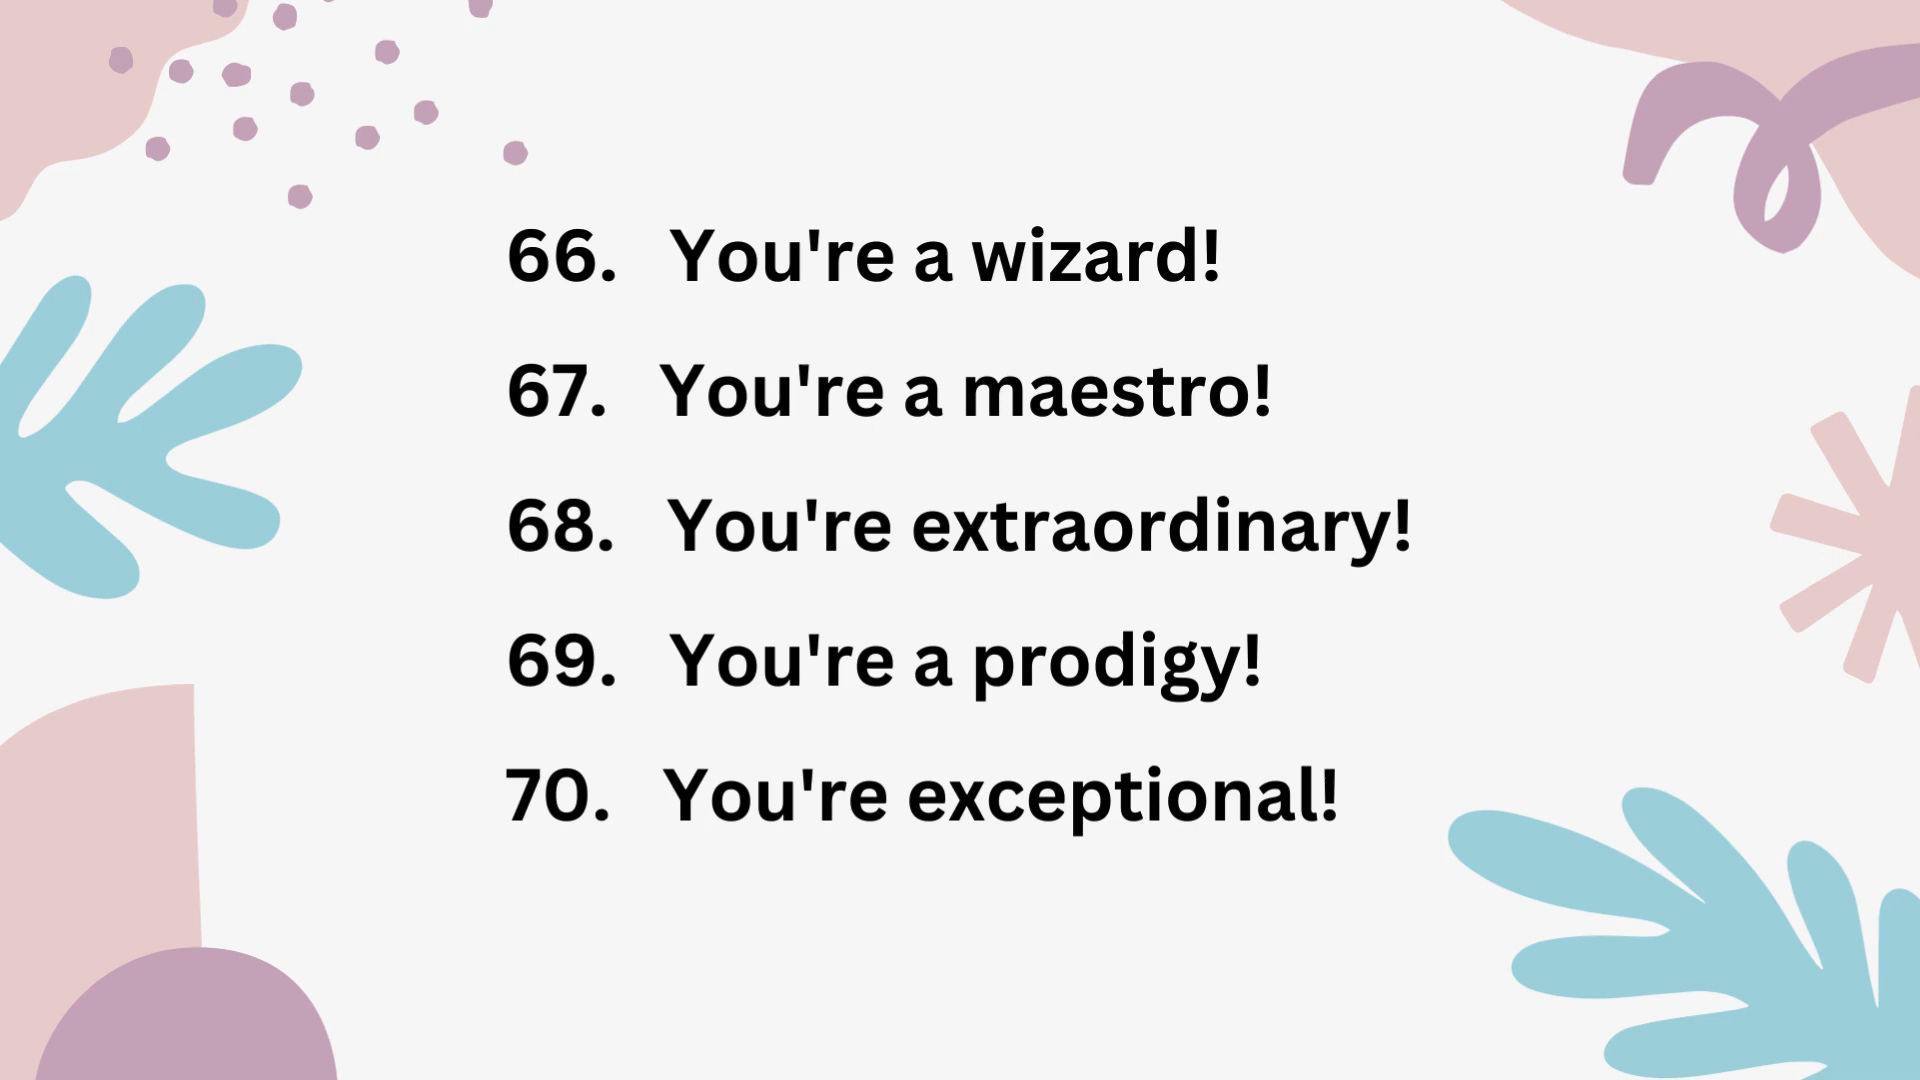 66. You're a wizard!
67. You're a maestro!
68. You're extraordinary!
69. You're a prodigy!
70. You're exceptional!